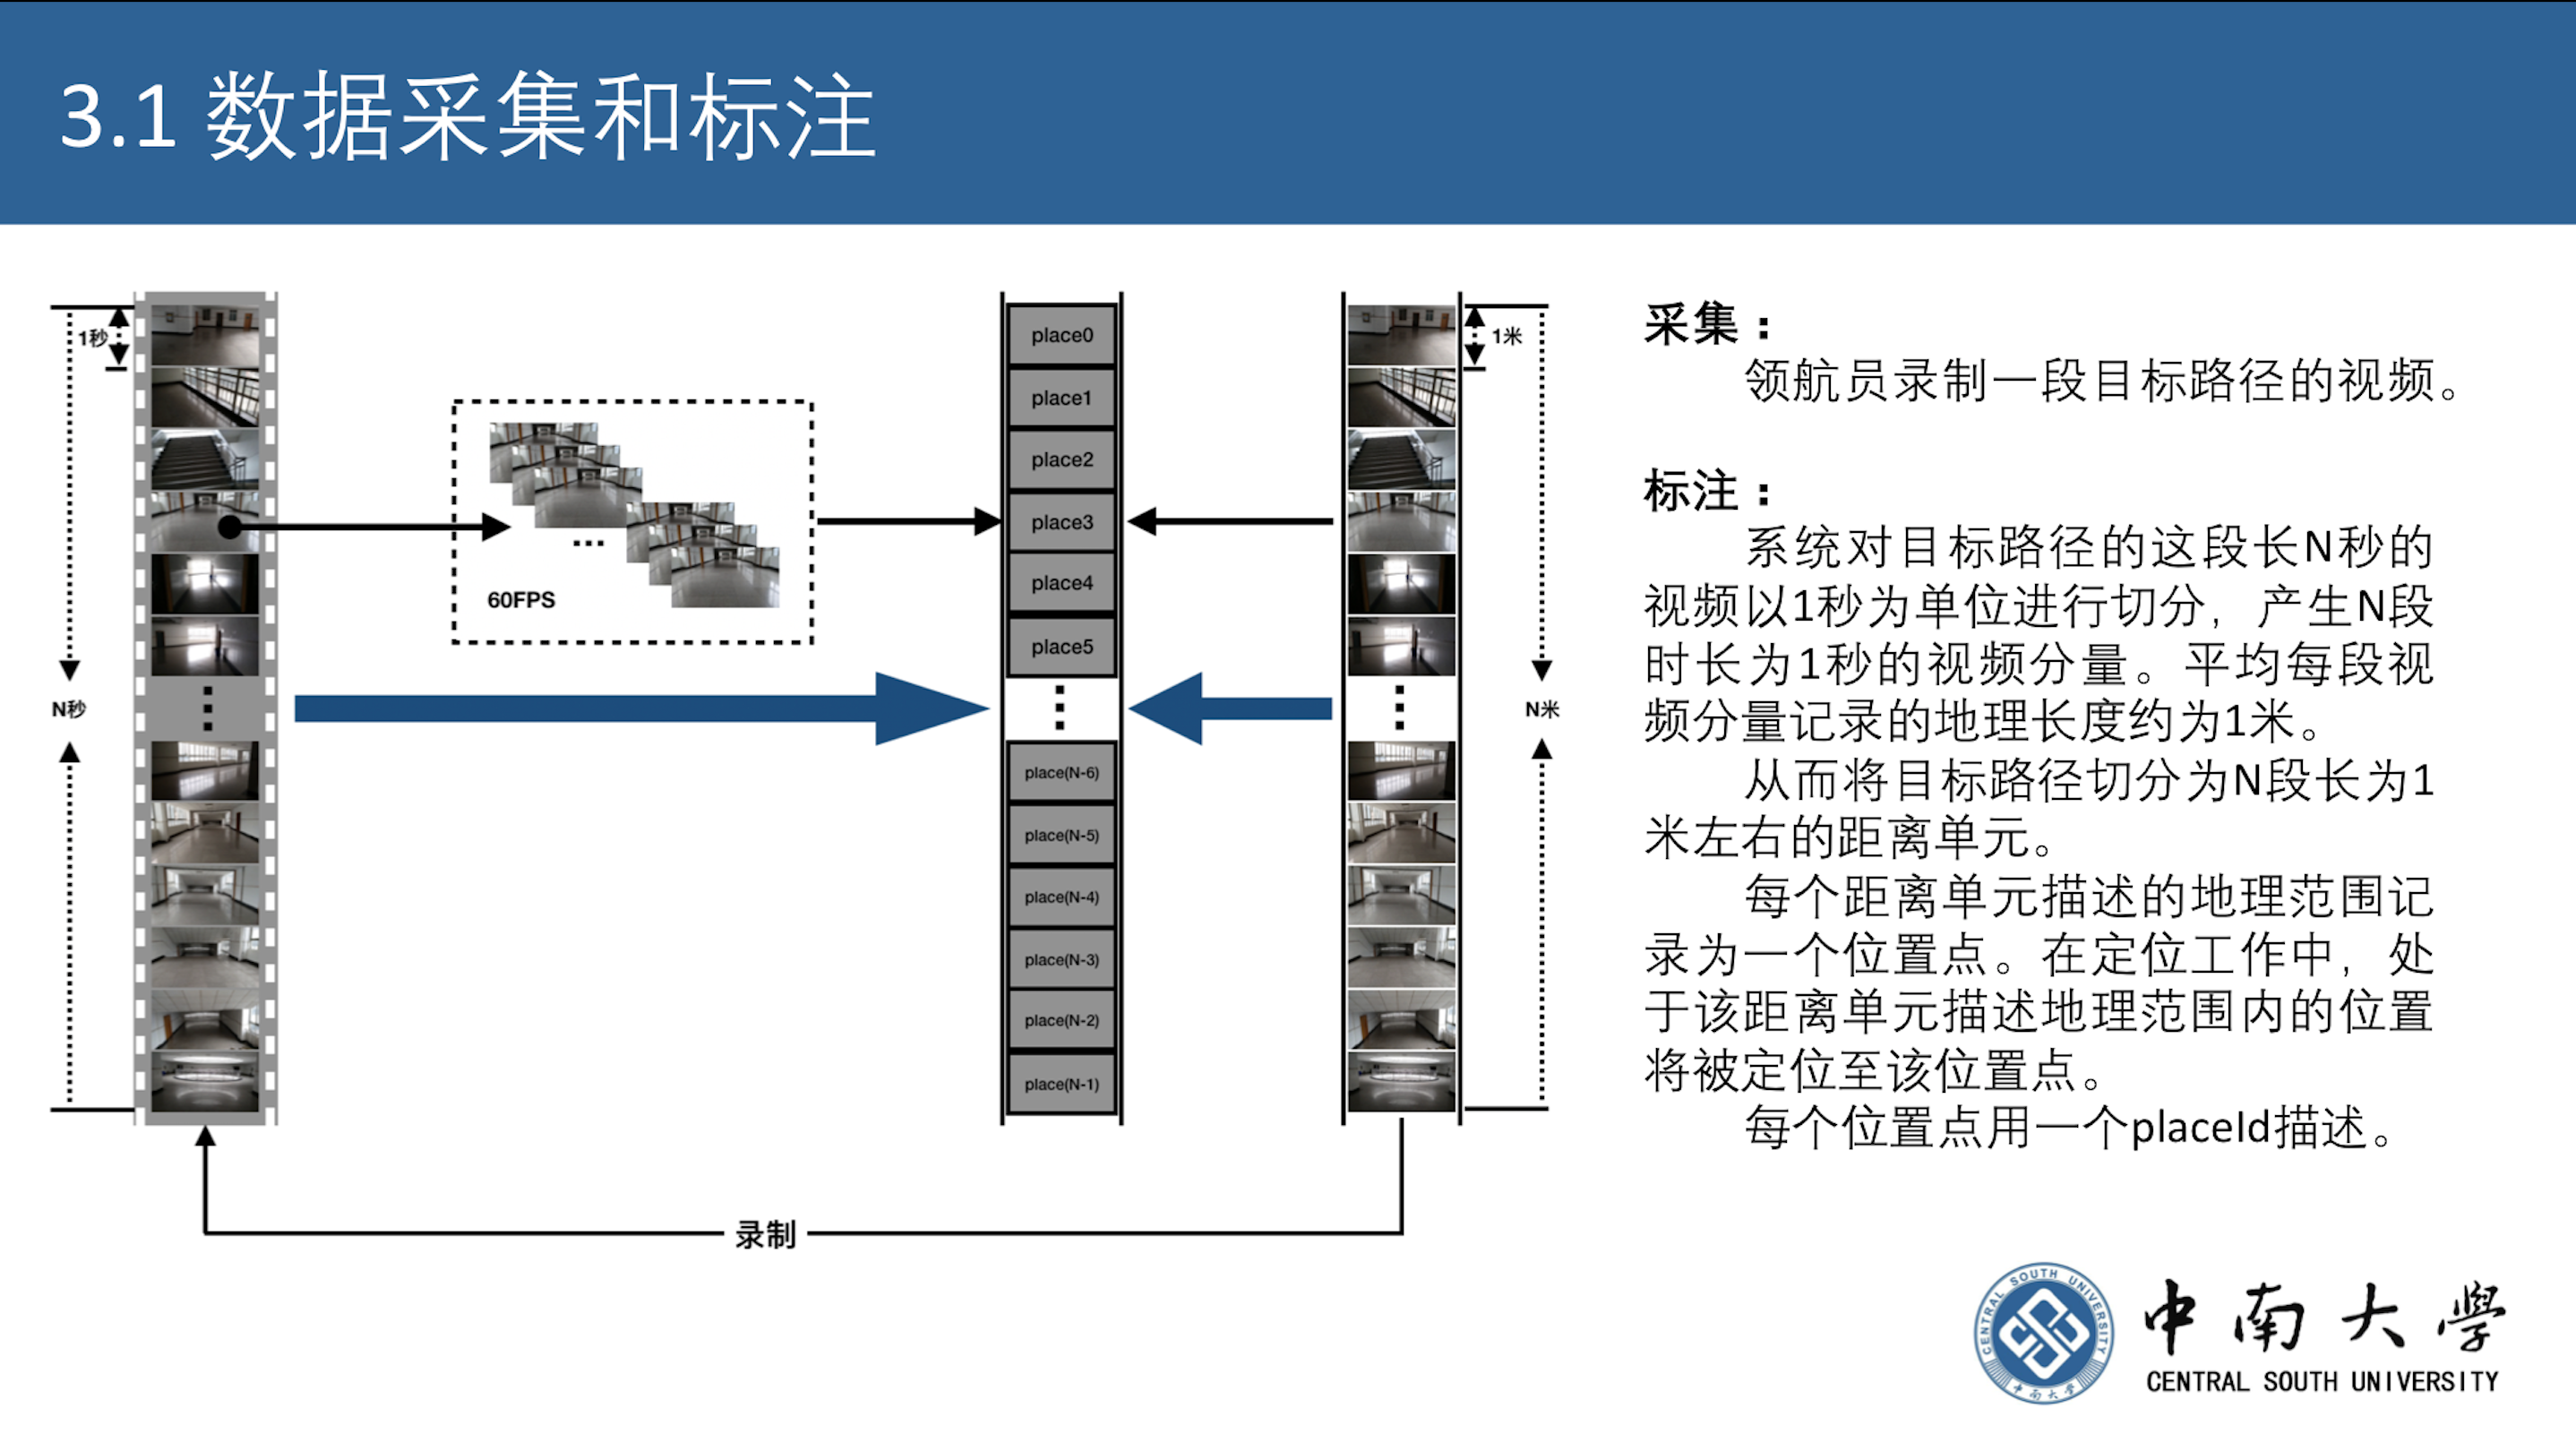 3.1 数据采集和标注
1秒
N秒
60FPS
place0
place1
place2
place3
place4
place5
place(N-6)
place(N-5)
place(N-4)
place(N-3)
place(N-2)
place(N-1)
1米
N米
录制
采集：
领航员录制一段目标路径的视频。
标注：
系统对目标路径的这段长N秒的
视频以1秒为单位进行切分，产生N段
时长为1秒的视频分量。平均每段视
频分量记录的地理长度约为1米。
从而将目标路径切分为N段长为1
米左右的距离单元。
每个距离单元描述的地理范围记
录为一个位置点。在定位工作中，处
于该距离单元描述地理范围内的位置
将被定位至该位置点。
每个位置点用一个placeId描述。
CENTRAL SOUTH UNIVERSITY
中南大学
中南大學
CENTRAL SOUTH UNIVERSITY